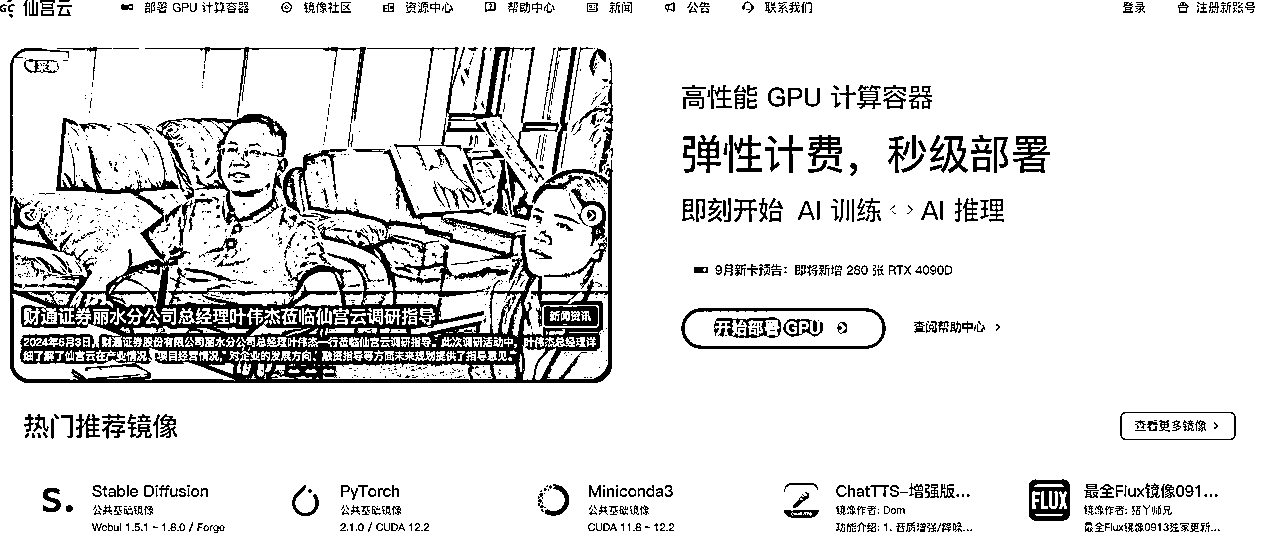 仙宫云
部署 GPU 计算容器
镜像社区
资源中心
帮助中心
新闻
公告
联系我们
登录
注册新账号
高性能 GPU 计算容器
弹性计费，秒级部署
即刻开始 AI 训练 <> AI 推理
9月新卡预告：即将新增 280 张 RTX 4090D
开始部署 GPU
查阅帮助中心
财通证券丽水分公司总经理叶伟杰莅临仙宫云调研指导
新闻资讯
2024年6月3日，财通证券股份有限公司丽水分公司总经理叶伟杰一行莅临仙宫云调研指导。此次调研活动中，叶伟杰总经理详
细了解了仙宫云在产业情况、项目经营情况，对企业的发展方向、融资指导等方面未来规划提供了指导意见。
热门推荐镜像
查看更多镜像
S.
Stable Diffusion
公共基础镜像
Webui 1.5.1 ~ 1.8.0 / Forge
PyTorch
公共基础镜像
2.1.0 / CUDA 12.2
Miniconda3
公共基础镜像
CUDA 11.8 ~ 12.2
ChatTTS-增强版...
镜像作者: Dom
功能介绍: 1. 音质增强/降噪...
FLUX
最全Flux镜像091...
镜像作者: 猪丫师兄
最全Flux镜像0913独家更新...